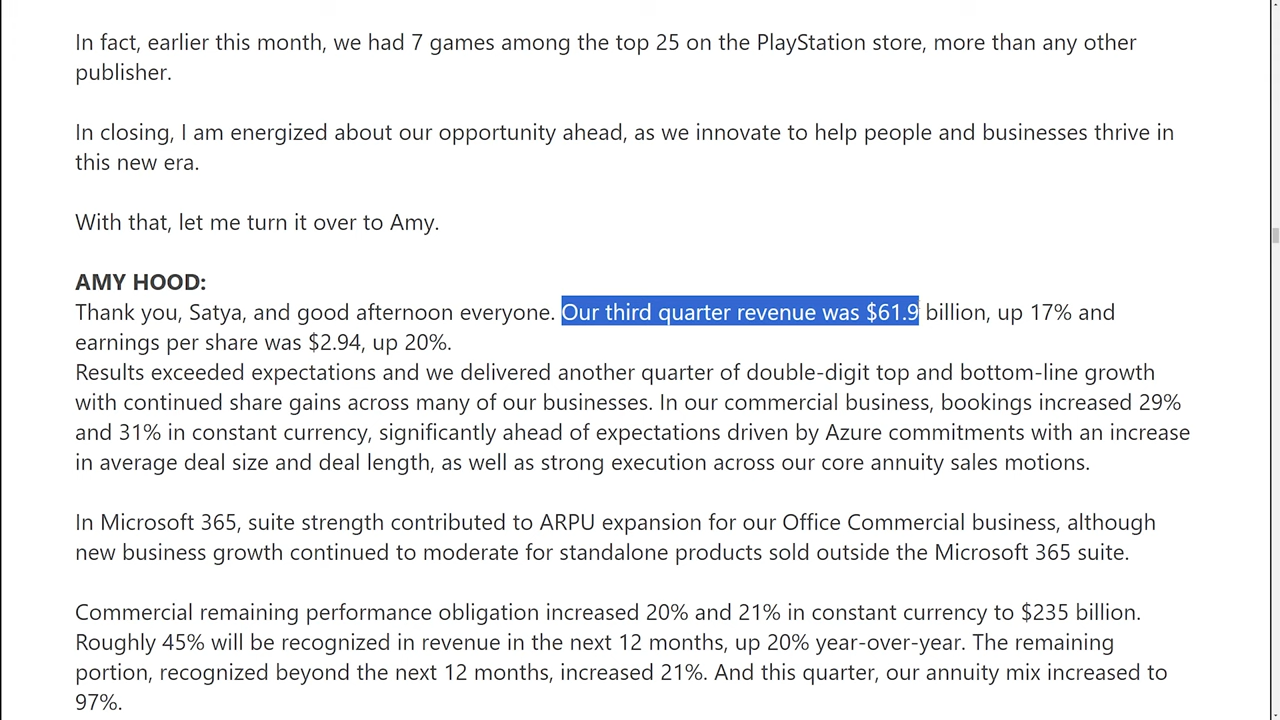 In fact, earlier this month, we had 7 games among the top 25 on the PlayStation store, more than any other
publisher.
In closing, I am energized about our opportunity ahead, as we innovate to help people and businesses thrive in
this new era.
With that, let me turn it over to Amy.
AMY HOOD:
Thank you, Satya, and good afternoon everyone. Our third quarter revenue was $61.9 billion, up 17% and
earnings per share was $2.94, up 20%.
Results exceeded expectations and we delivered another quarter of double-digit top and bottom-line growth
with continued share gains across many of our businesses. In our commercial business, bookings increased 29%
and 31% in constant currency, significantly ahead of expectations driven by Azure commitments with an increase
in average deal size and deal length, as well as strong execution across our core annuity sales motions.
In Microsoft 365, suite strength contributed to ARPU expansion for our Office Commercial business, although
new business growth continued to moderate for standalone products sold outside the Microsoft 365 suite.
Commercial remaining performance obligation increased 20% and 21% in constant currency to $235 billion.
Roughly 45% will be recognized in revenue in the next 12 months, up 20% year-over-year. The remaining
portion, recognized beyond the next 12 months, increased 21%. And this quarter, our annuity mix increased to
97%.